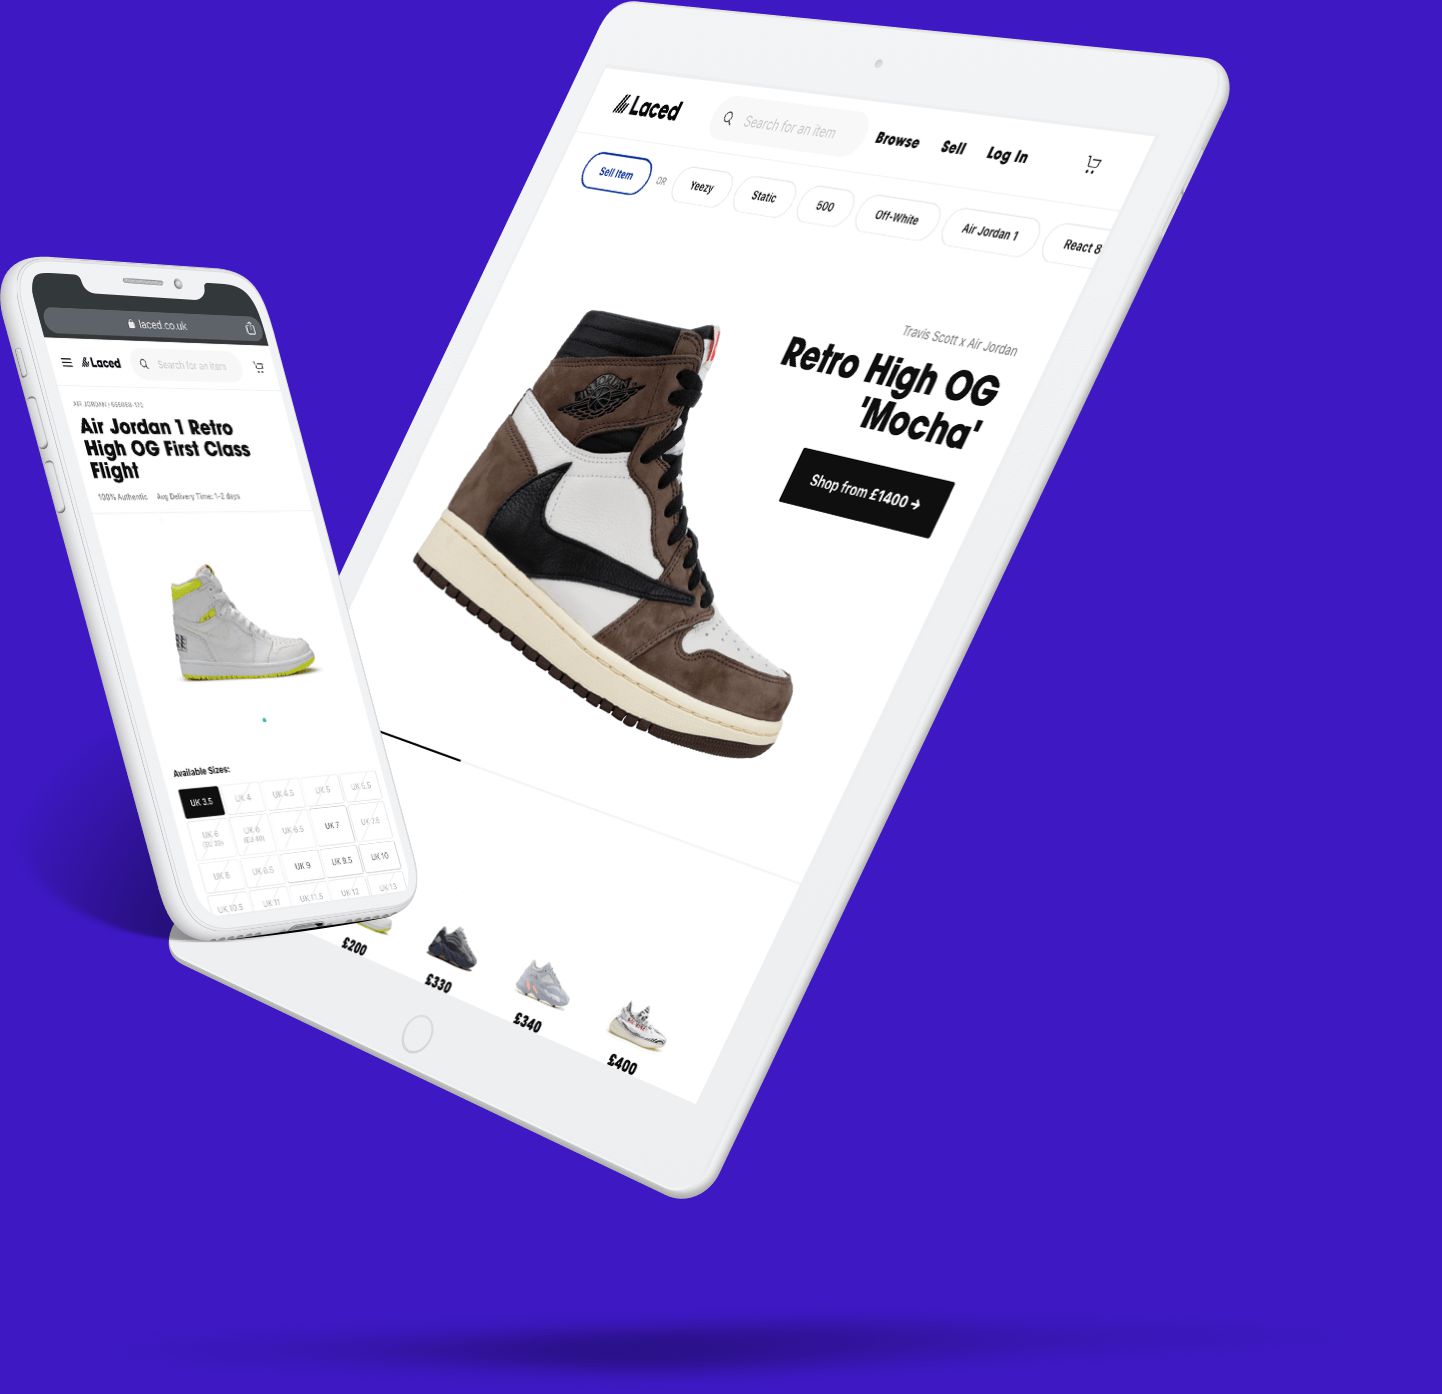 Laced
Search for an item
Browse
Sell
Log In
Sell Item
OR
Yeezy
Static
500
Off-White
Air Jordan 1
React 8
Travis Scott x Air Jordan
Retro High OG
'Mocha'
Shop from £1400 →
£200
£330
£340
£400
laced.co.uk
Laced
Search for an item
Air Jordan 1 Retro
High OG First Class
Flight
100% Authentic Avg Delivery Time: 1-2 days
Available Sizes:
UK 3.5 UK 4 UK 4.5 UK 5 UK 5.5
UK 6 UK 6 UK 6.5 UK 7 UK 7.5
UK 8 UK 8.5 UK 9 UK 9.5 UK 10
UK 10.5 UK 11 UK 11.5 UK 12 UK 13